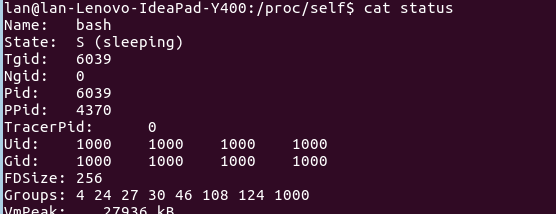 lan@lan-Lenovo-IdeaPad-Y400:/proc/self$ cat status
Name:   bash
State:  S (sleeping)
Tgid:   6039
Ngid:   0
Pid:    6039
PPid:   4370
TracerPid:      0
Uid:    1000    1000    1000    1000
Gid:    1000    1000    1000    1000
FDSize: 256
Groups: 4 24 27 30 46 108 124 1000
VmPeak:    27936 kB